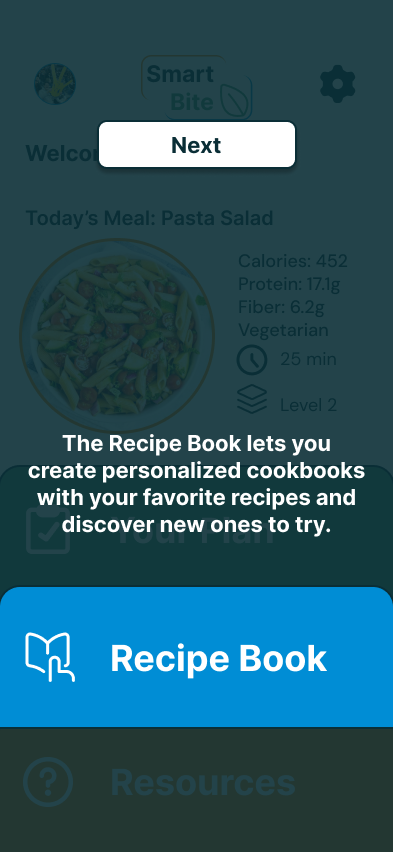 Smart
Bite
Next
Welcom
Today's Meal: Pasta Salad
Calories: 452
Protein: 17.1g
Fiber: 6.2g
Vegetarian
25 min
Level 2
The Recipe Book lets you
create personalized cookbooks
with your favorite recipes and
discover new ones to try.
Your Plan
Recipe Book
Resources